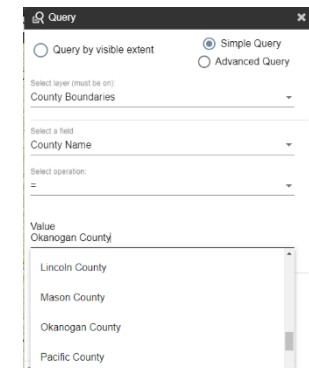 Query
Query by visible extent
Simple Query
Advanced Query
Select layer (must be on):
County Boundaries
Select a field
County Name
Select operation:
=
Value
Okanogan County
Lincoln County
Mason County
Okanogan County
Pacific County